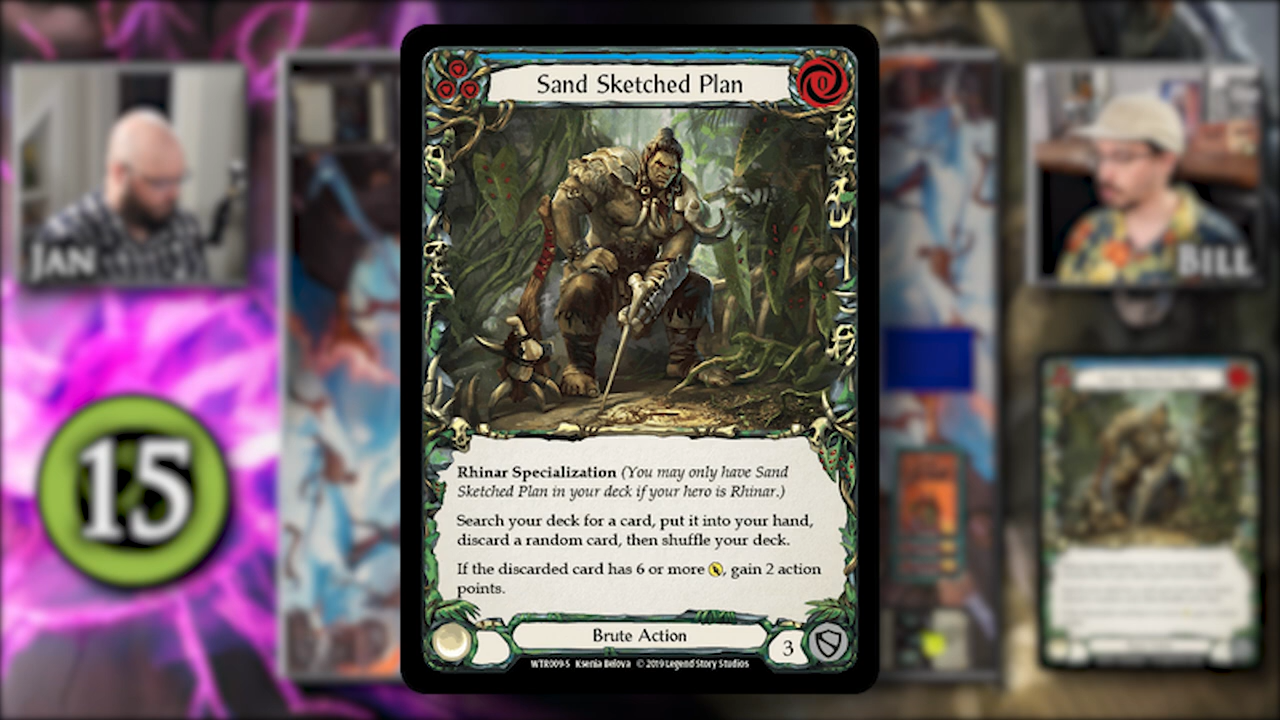 Sand Sketched Plan
0
JAN
BILL
15
Rhinar Specialization (You may only have Sand
Sketched Plan in your deck if your hero is Rhinar.)
Search your deck for a card, put it into your hand,
discard a random card, then shuffle your deck.
If the discarded card has 6 or more , gain 2 action
points.
Brute Action
3
WTR009-S Ksenia Belova © 2019 Legend Story Studios